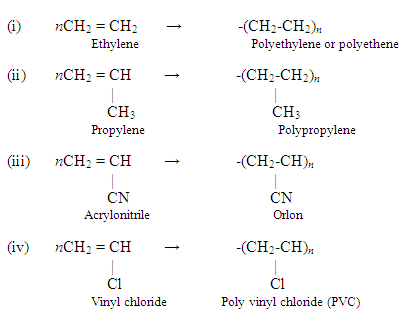 (i) nCH₂ = CH₂ → -(CH₂-CH₂)ₙ
Ethylene Polyethylene or polyethene
(ii) nCH₂ = CH → -(CH₂-CH₂)ₙ
| |
CH₃ CH₃
Propylene Polypropylene
(iii) nCH₂ = CH → -(CH₂-CH)ₙ
| |
CN CN
Acrylonitrile Orlon
(iv) nCH₂ = CH → -(CH₂-CH)ₙ
| |
Cl Cl
Vinyl chloride Poly vinyl chloride (PVC)